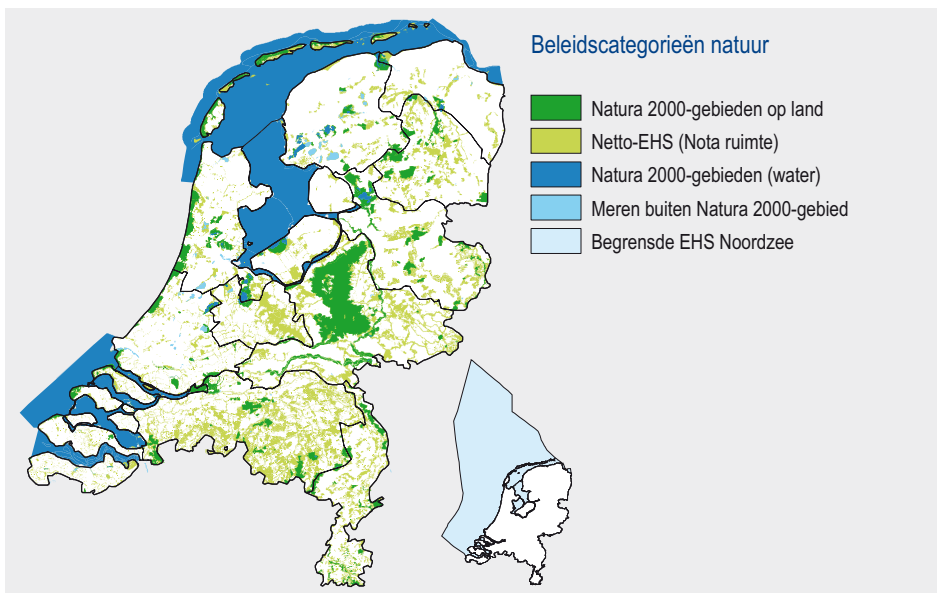 Beleidscategorieën natuur
Natura 2000-gebieden op land
Netto-EHS (Nota ruimte)
Natura 2000-gebieden (water)
Meren buiten Natura 2000-gebied
Begrensde EHS Noordzee